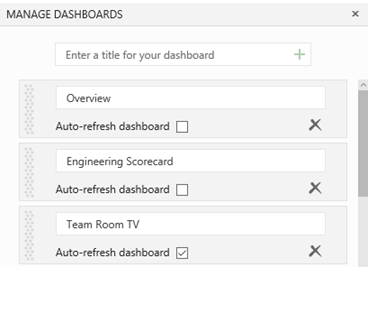 MANAGE DASHBOARDS
Enter a title for your dashboard
Overview
Auto-refresh dashboard
Engineering Scorecard
Auto-refresh dashboard
Team Room TV
Auto-refresh dashboard